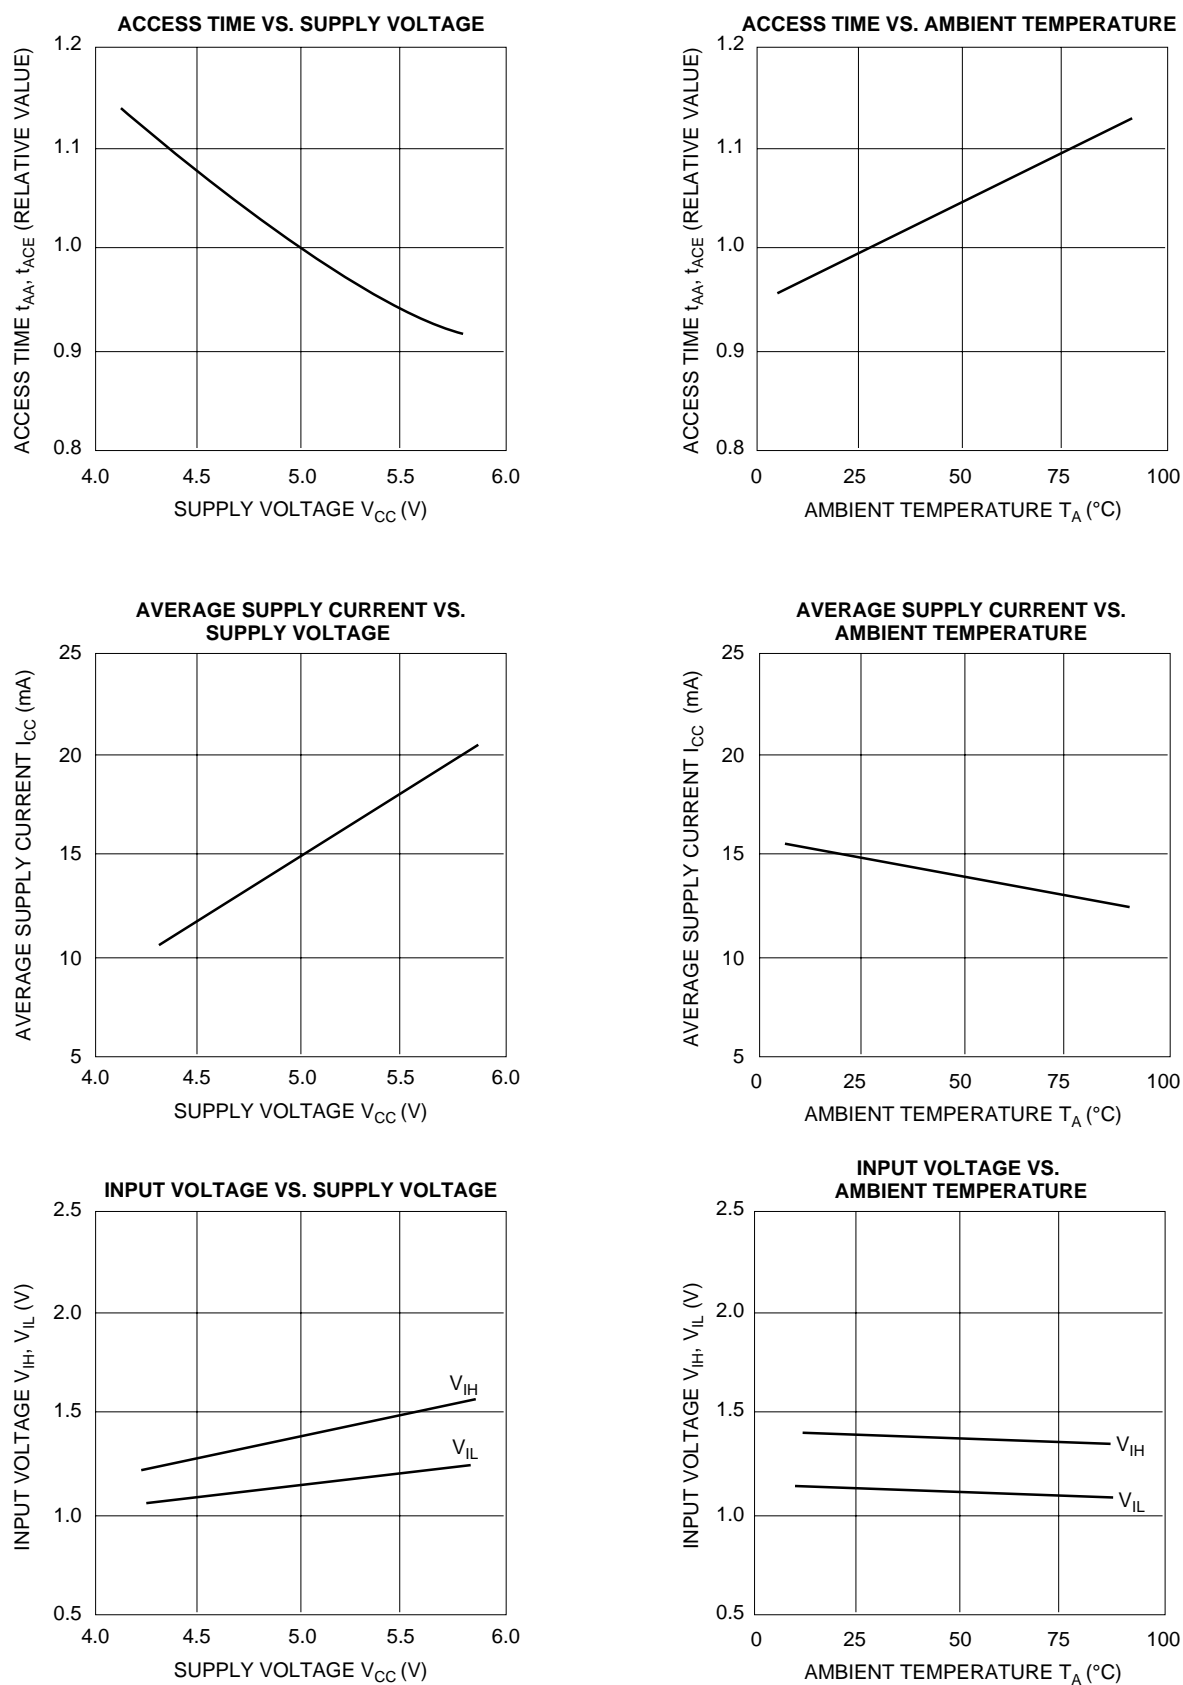 ACCESS TIME VS. SUPPLY VOLTAGE
1.2
1.1
1.0
0.9
0.8
4.0 4.5 5.0 5.5 6.0
SUPPLY VOLTAGE VCC (V)
ACCESS TIME tAA, tACE (RELATIVE VALUE)
ACCESS TIME VS. AMBIENT TEMPERATURE
1.2
1.1
1.0
0.9
0.8
0 25 50 75 100
AMBIENT TEMPERATURE TA (°C)
ACCESS TIME tAA, tACE (RELATIVE VALUE)
AVERAGE SUPPLY CURRENT VS.
SUPPLY VOLTAGE
25
20
15
10
5
4.0 4.5 5.0 5.5 6.0
SUPPLY VOLTAGE VCC (V)
AVERAGE SUPPLY CURRENT ICC (mA)
AVERAGE SUPPLY CURRENT VS.
AMBIENT TEMPERATURE
25
20
15
10
5
0 25 50 75 100
AMBIENT TEMPERATURE TA (°C)
AVERAGE SUPPLY CURRENT ICC (mA)
INPUT VOLTAGE VS. SUPPLY VOLTAGE
2.5
2.0
1.5
1.0
0.5
VIH
VIL
4.0 4.5 5.0 5.5 6.0
SUPPLY VOLTAGE VCC (V)
INPUT VOLTAGE VIH, VIL (V)
INPUT VOLTAGE VS.
AMBIENT TEMPERATURE
2.5
2.0
1.5
1.0
0.5
VIH
VIL
0 25 50 75 100
AMBIENT TEMPERATURE TA (°C)
INPUT VOLTAGE VIH, VIL (V)